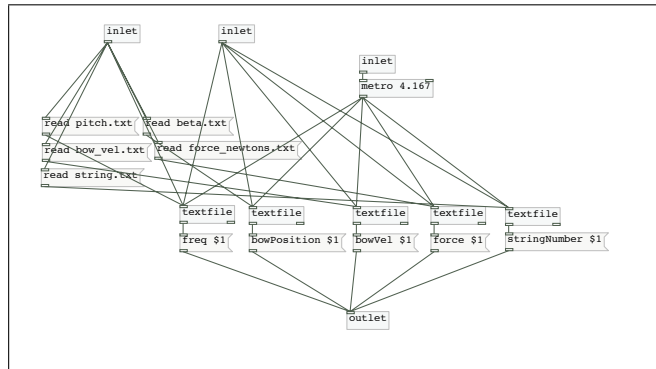 inlet
inlet
inlet
metro 4.167
read pitch.txt
read beta.txt
read bow_vel.txt
read force_newtons.txt
read string.txt
textfile
textfile
textfile
textfile
textfile
freq $1
bowPosition $1
bowVel $1
force $1
stringNumber $1
outlet